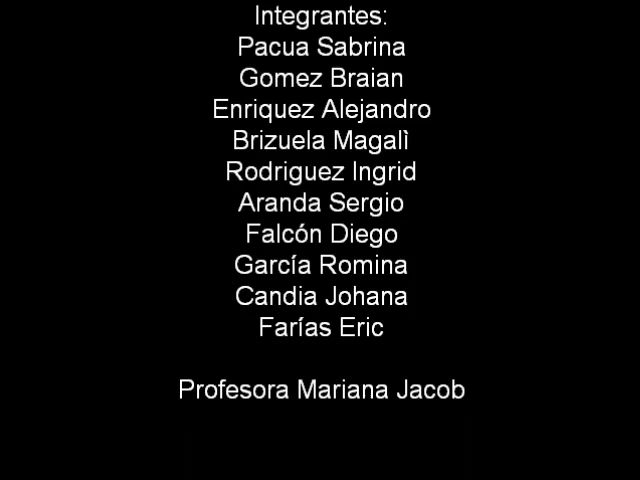 Integrantes:
Pacua Sabrina
Gomez Braian
Enriquez Alejandro
Brizuela Magalì
Rodriguez Ingrid
Aranda Sergio
Falcón Diego
García Romina
Candia Johana
Farías Eric
Profesora Mariana Jacob